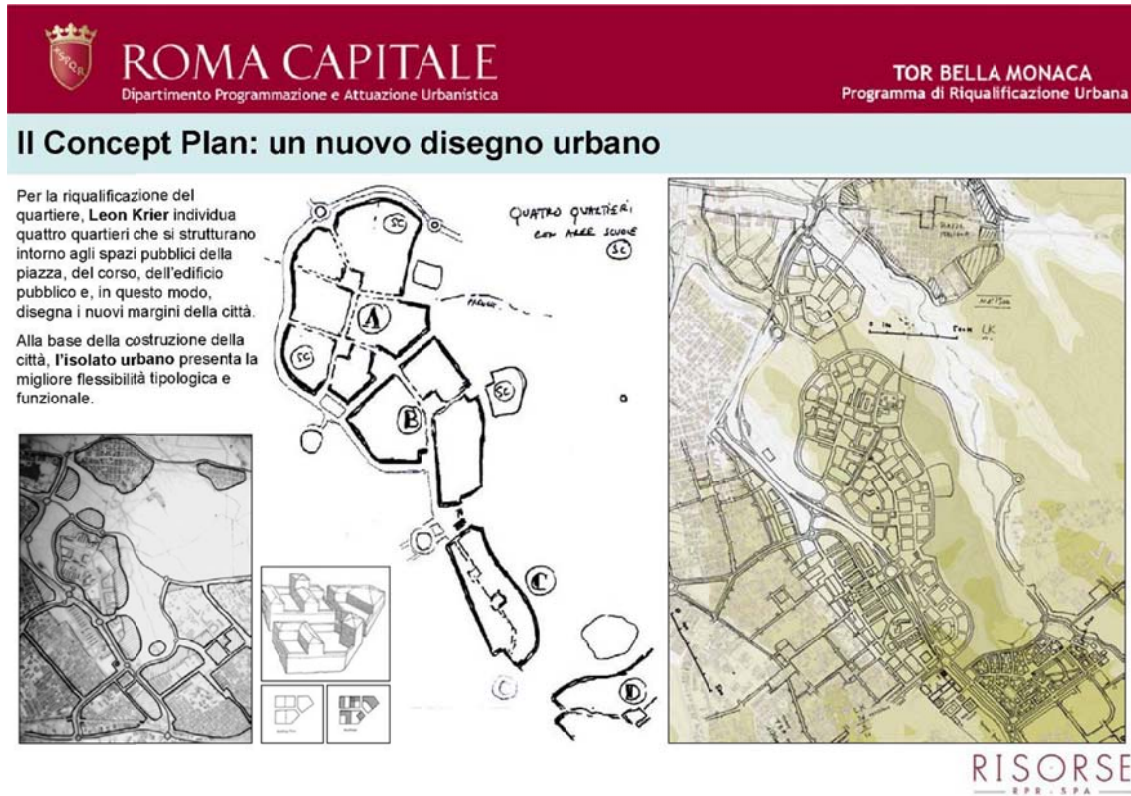 ROMA CAPITALE
Dipartimento Programmazione e Attuazione Urbanistica
TOR BELLA MONACA
Programma di Riqualificazione Urbana
Il Concept Plan: un nuovo disegno urbano
Per la riqualificazione del
quartiere, Leon Krier individua
quattro quartieri che si strutturano
intorno agli spazi pubblici della
piazza, del corso, dell'edificio
pubblico e, in questo modo,
disegna i nuovi margini della città.
Alla base della costruzione della
città, l'isolato urbano presenta la
migliore flessibilità tipologica e
funzionale.
QUATRO QUARTIERI
CON AREE SCUOLE
SC
SC
A
SC
B
SC
C
C
D
LK
RISORSE
RPR - SPA